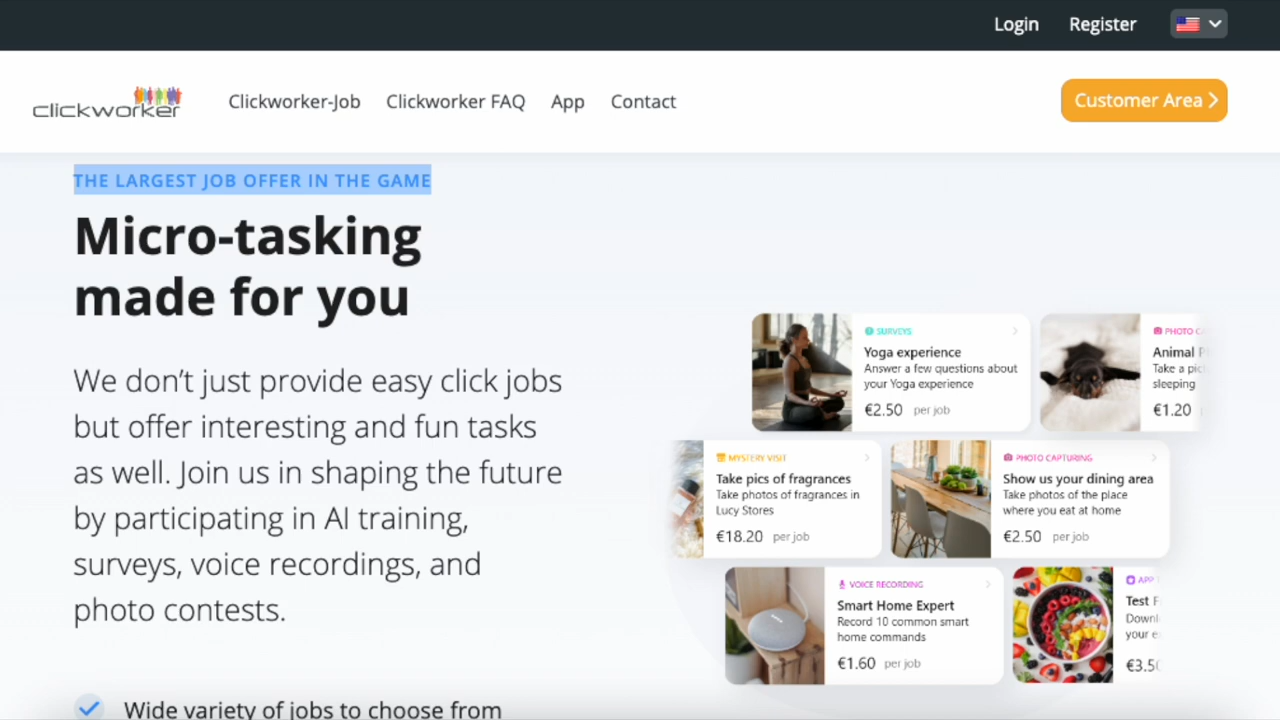 Login Register
clickworker Clickworker-Job Clickworker FAQ App Contact Customer Area
THE LARGEST JOB OFFER IN THE GAME
Micro-tasking
made for you
We don’t just provide easy click jobs
but offer interesting and fun tasks
as well. Join us in shaping the future
by participating in AI training,
surveys, voice recordings, and
photo contests.
Wide variety of jobs to choose from
SURVEYS
Yoga experience
Answer a few questions about
your Yoga experience
€2.50 per job
PHOTO
Animal
Take a
sleeping
€1.20
MYSTERY VISIT
Take pics of fragrances
Take photos of fragrances in
Lucy Stores
€18.20 per job
PHOTO CAPTURING
Show us your dining area
Take photos of the place
where you eat at home
€2.50 per job
VOICE RECORDING
Smart Home Expert
Record 10 common smart
home commands
€1.60 per job
APP
Test
your
€3.50